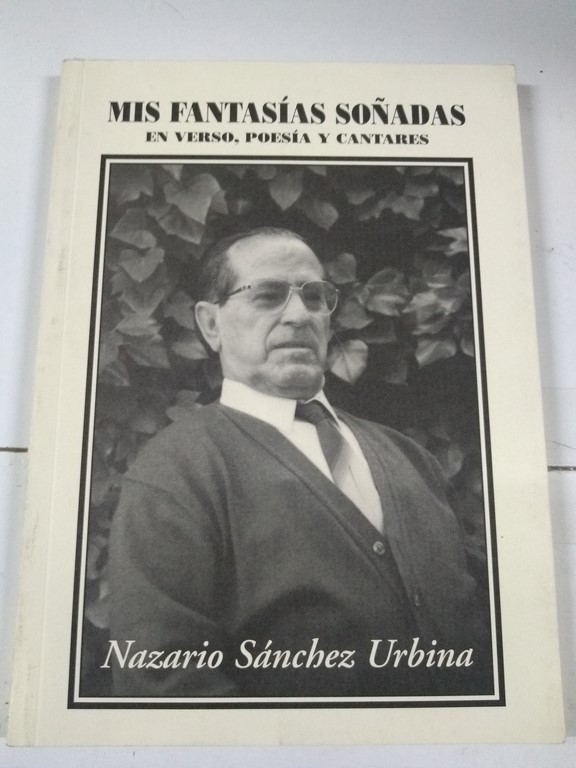 MIS FANTASÍAS SOÑADAS
EN VERSO, POESÍA Y CANTARES
Nazario Sánchez Urbina